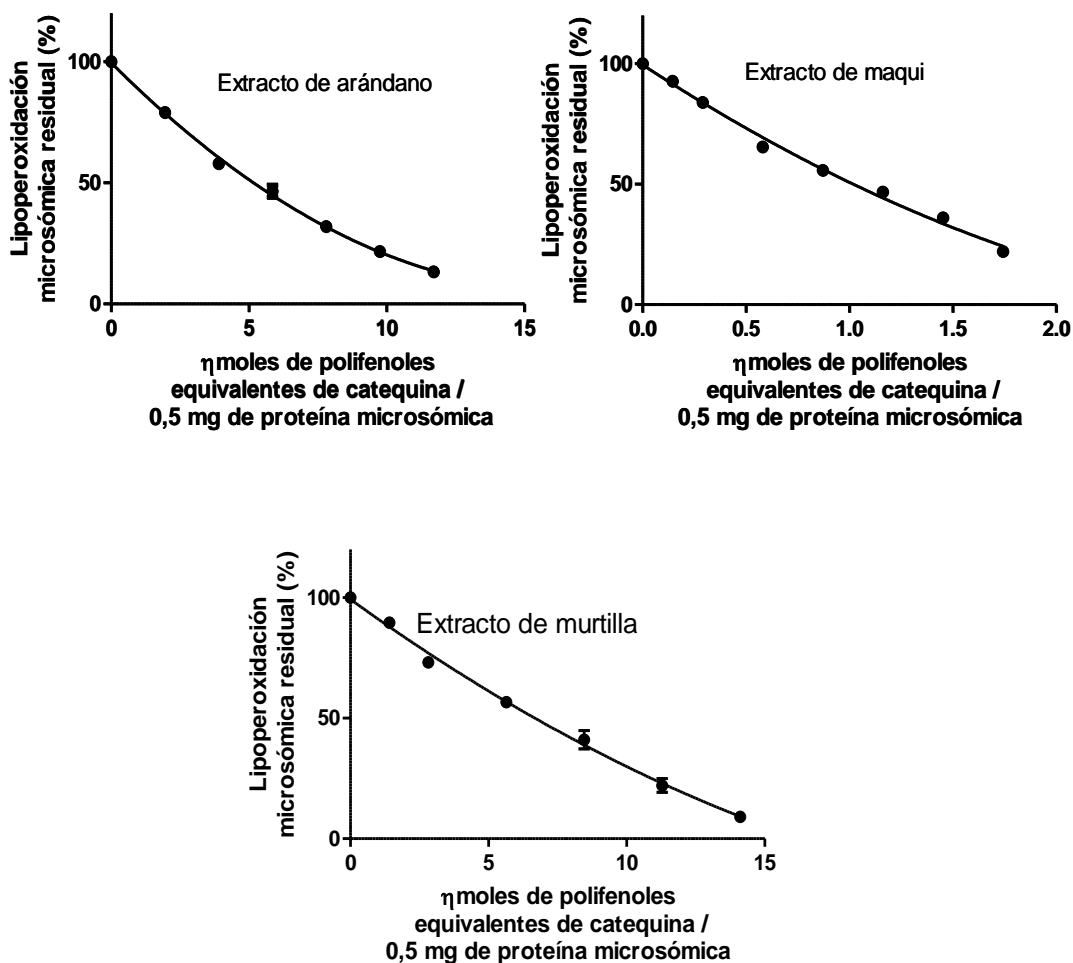 Lipoperoxidación
microsómica residual (%)
100
50
0
Extracto de arándano
0
5
10
15
ηmoles de polifenoles
equivalentes de catequina /
0,5 mg de proteína microsómica
Lipoperoxidación
microsómica residual (%)
100
50
0
Extracto de maqui
0.0
0.5
1.0
1.5
2.0
ηmoles de polifenoles
equivalentes de catequina /
0,5 mg de proteína microsómica
Lipoperoxidación
microsómica residual (%)
100
50
0
Extracto de murtilla
0
5
10
15
ηmoles de polifenoles
equivalentes de catequina /
0,5 mg de proteína microsómica